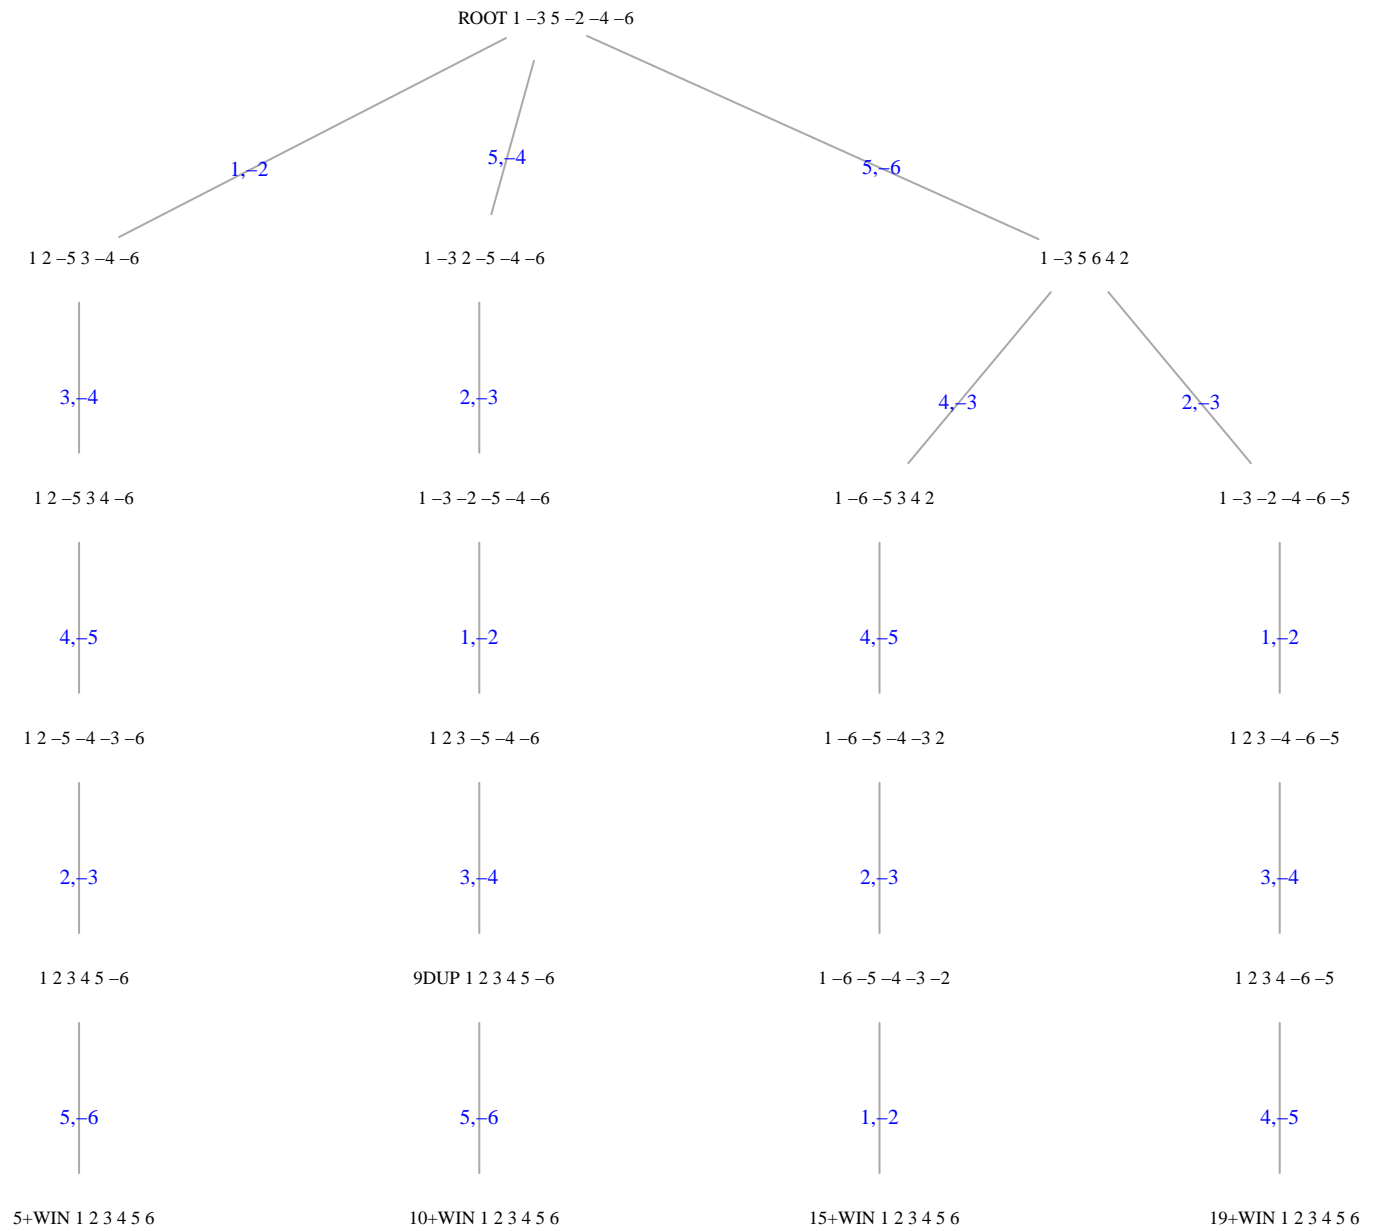 ROOT 1 –3 5 –2 –4 –6
1,–2
5,–4
5,–6
1 2 –5 3 –4 –6
1 –3 2 –5 –4 –6
1 –3 5 6 4 2
3,–4
2,–3
4,–3
2,–3
1 2 –5 3 4 –6
1 –3 –2 –5 –4 –6
1 –6 –5 3 4 2
1 –3 –2 –4 –6 –5
4,–5
1,–2
4,–5
1,–2
1 2 –5 –4 –3 –6
1 2 3 –5 –4 –6
1 –6 –5 –4 –3 2
1 2 3 –4 –6 –5
2,–3
3,–4
2,–3
3,–4
1 2 3 4 5 –6
9DUP 1 2 3 4 5 –6
1 –6 –5 –4 –3 –2
1 2 3 4 –6 –5
5,–6
5,–6
1,–2
4,–5
5+WIN 1 2 3 4 5 6
10+WIN 1 2 3 4 5 6
15+WIN 1 2 3 4 5 6
19+WIN 1 2 3 4 5 6